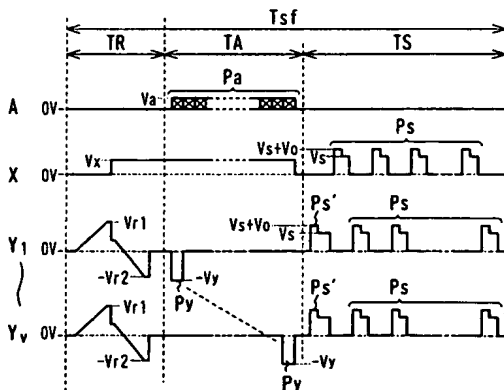 Tsf
TR TA TS
Pa
A 0V Va
Ps
Vs+Vo
Vs
X 0V Vx
Ps' Ps
Vs+Vo
Vs
Vr1
Y1 0V
-Vr2 -Vy
Py
Ps' Ps
Vr1
Yv 0V
-Vr2 -Vy
Py